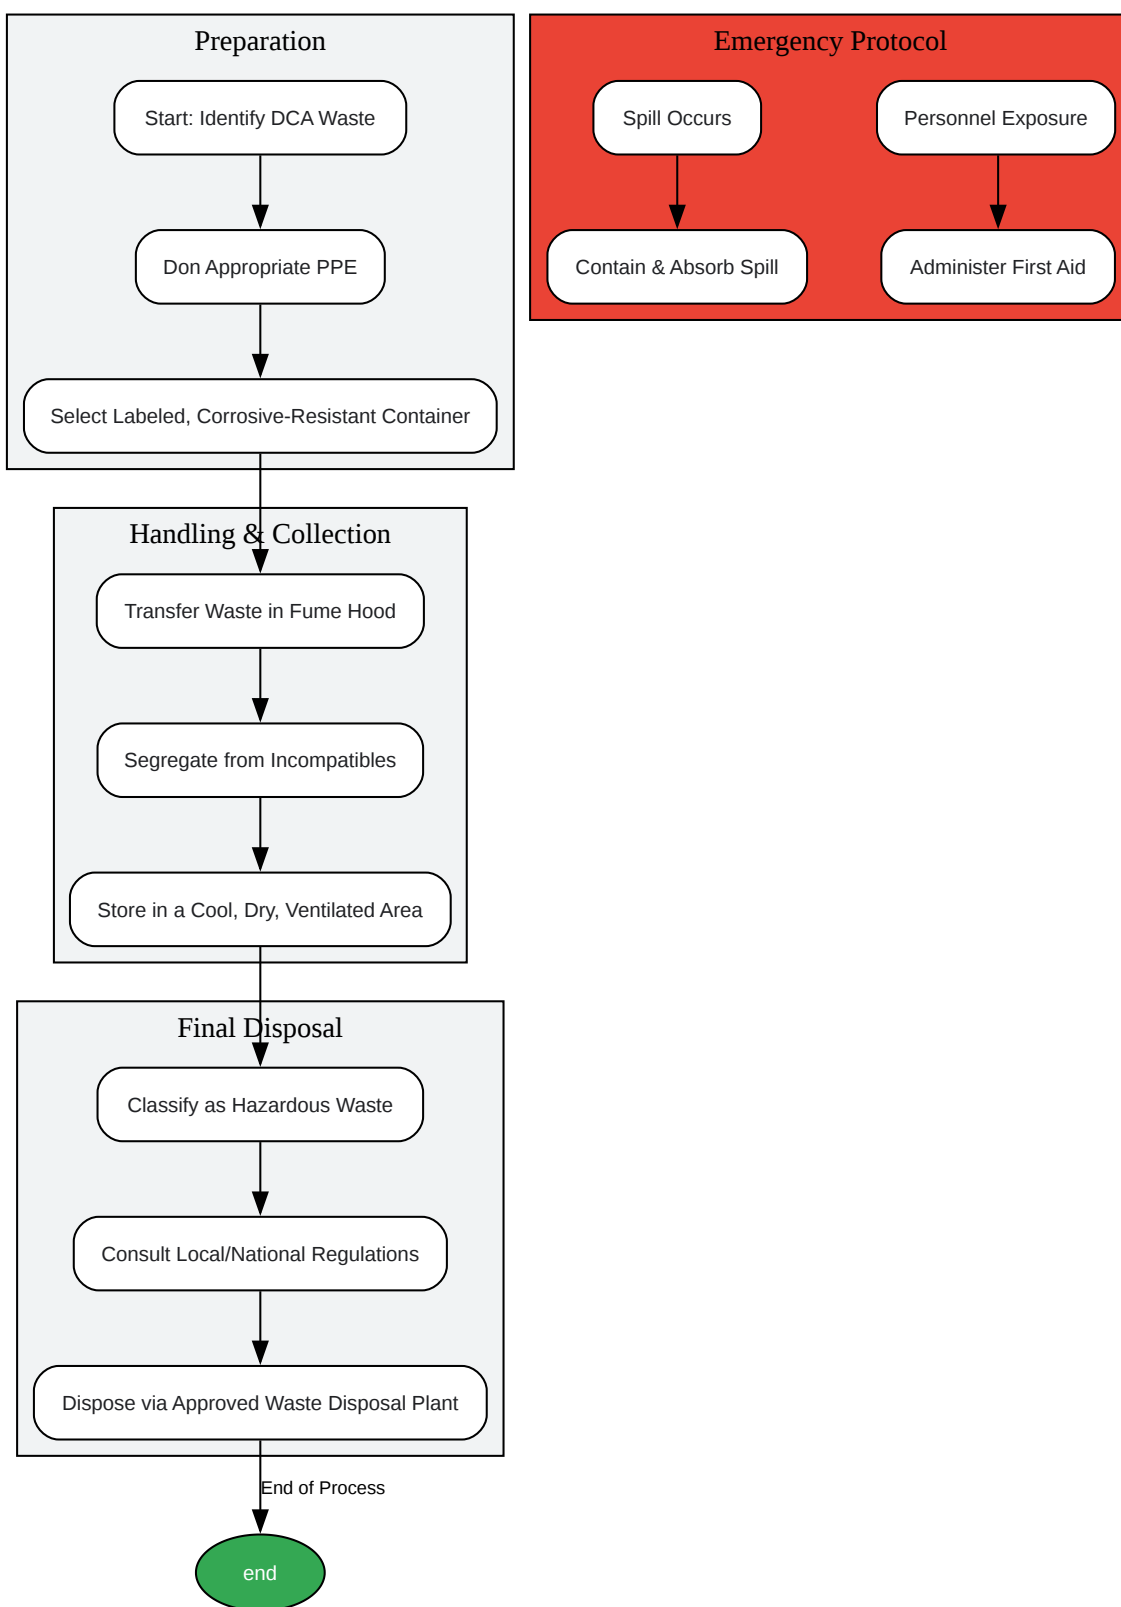 Preparation
Start: Identify DCA Waste
Don Appropriate PPE
Select Labeled, Corrosive-Resistant Container
Handling & Collection
Transfer Waste in Fume Hood
Segregate from Incompatibles
Store in a Cool, Dry, Ventilated Area
Final Disposal
Classify as Hazardous Waste
Consult Local/National Regulations
Dispose via Approved Waste Disposal Plant
End of Process
end
Emergency Protocol
Spill Occurs
Contain & Absorb Spill
Personnel Exposure
Administer First Aid